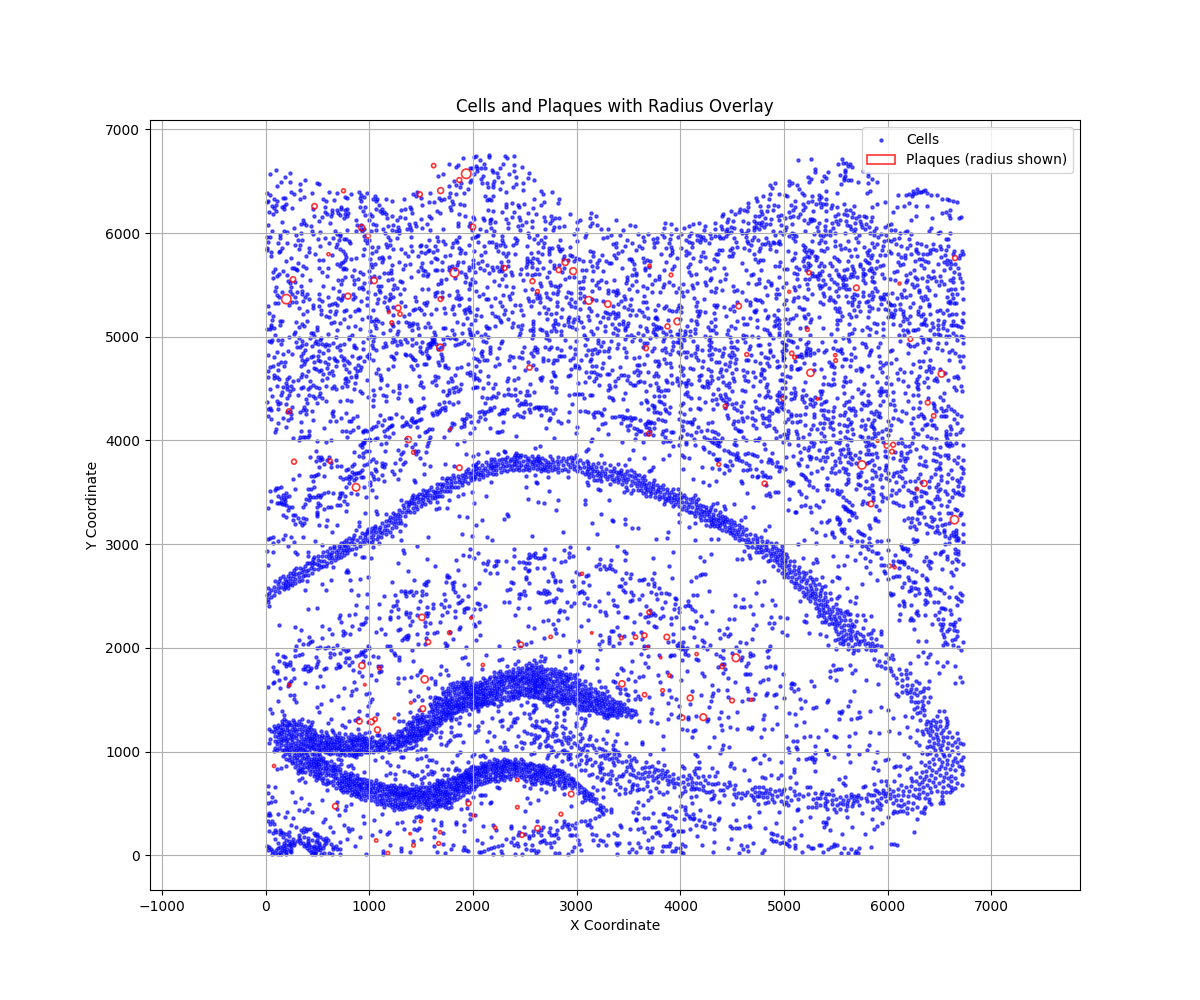 Cells and Plaques with Radius Overlay
Cells
Plaques (radius shown)
7000
6000
5000
4000
3000
2000
1000
0
Y Coordinate
−1000 0 1000 2000 3000 4000 5000 6000 7000
X Coordinate